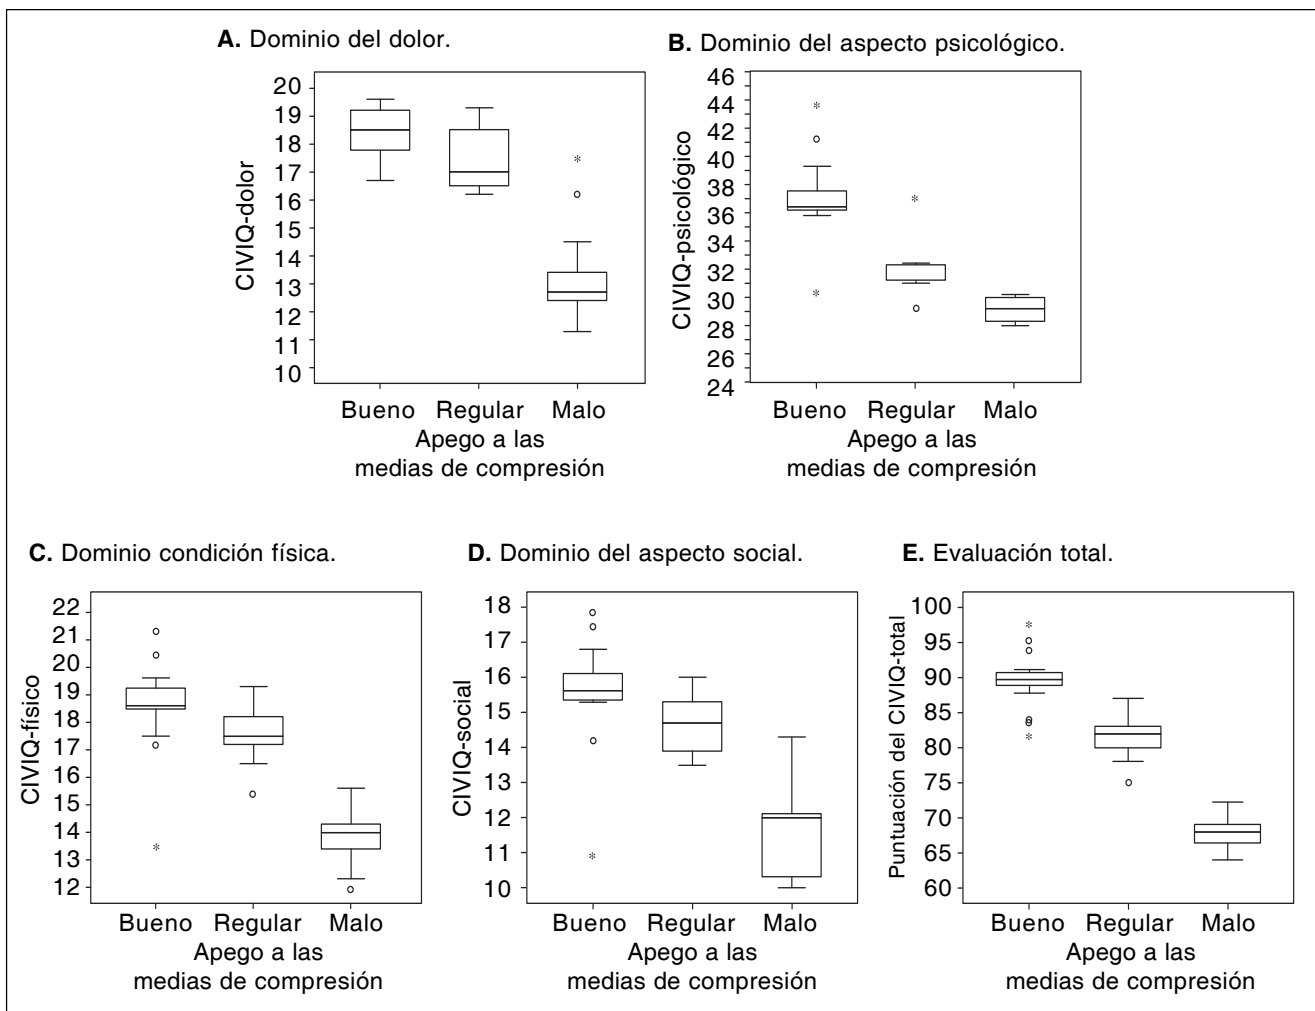 A. Dominio del dolor.
20
19
18
17
16
15
14
13
12
11
10
CIVIQ-dolor
Bueno Regular Malo
Apego a las
medias de compresión
B. Dominio del aspecto psicológico.
46
44
42
40
38
36
34
32
30
28
26
24
CIVIQ-psicológico
Bueno Regular Malo
Apego a las
medias de compresión
C. Dominio condición física.
22
21
20
19
18
17
16
15
14
13
12
CIVIQ-físico
Bueno Regular Malo
Apego a las
medias de compresión
D. Dominio del aspecto social.
18
17
16
15
14
13
12
11
10
CIVIQ-social
Bueno Regular Malo
Apego a las
medias de compresión
E. Evaluación total.
100
95
90
85
80
75
70
65
60
Puntuación del CIVIQ-total
Bueno Regular Malo
Apego a las
medias de compresión